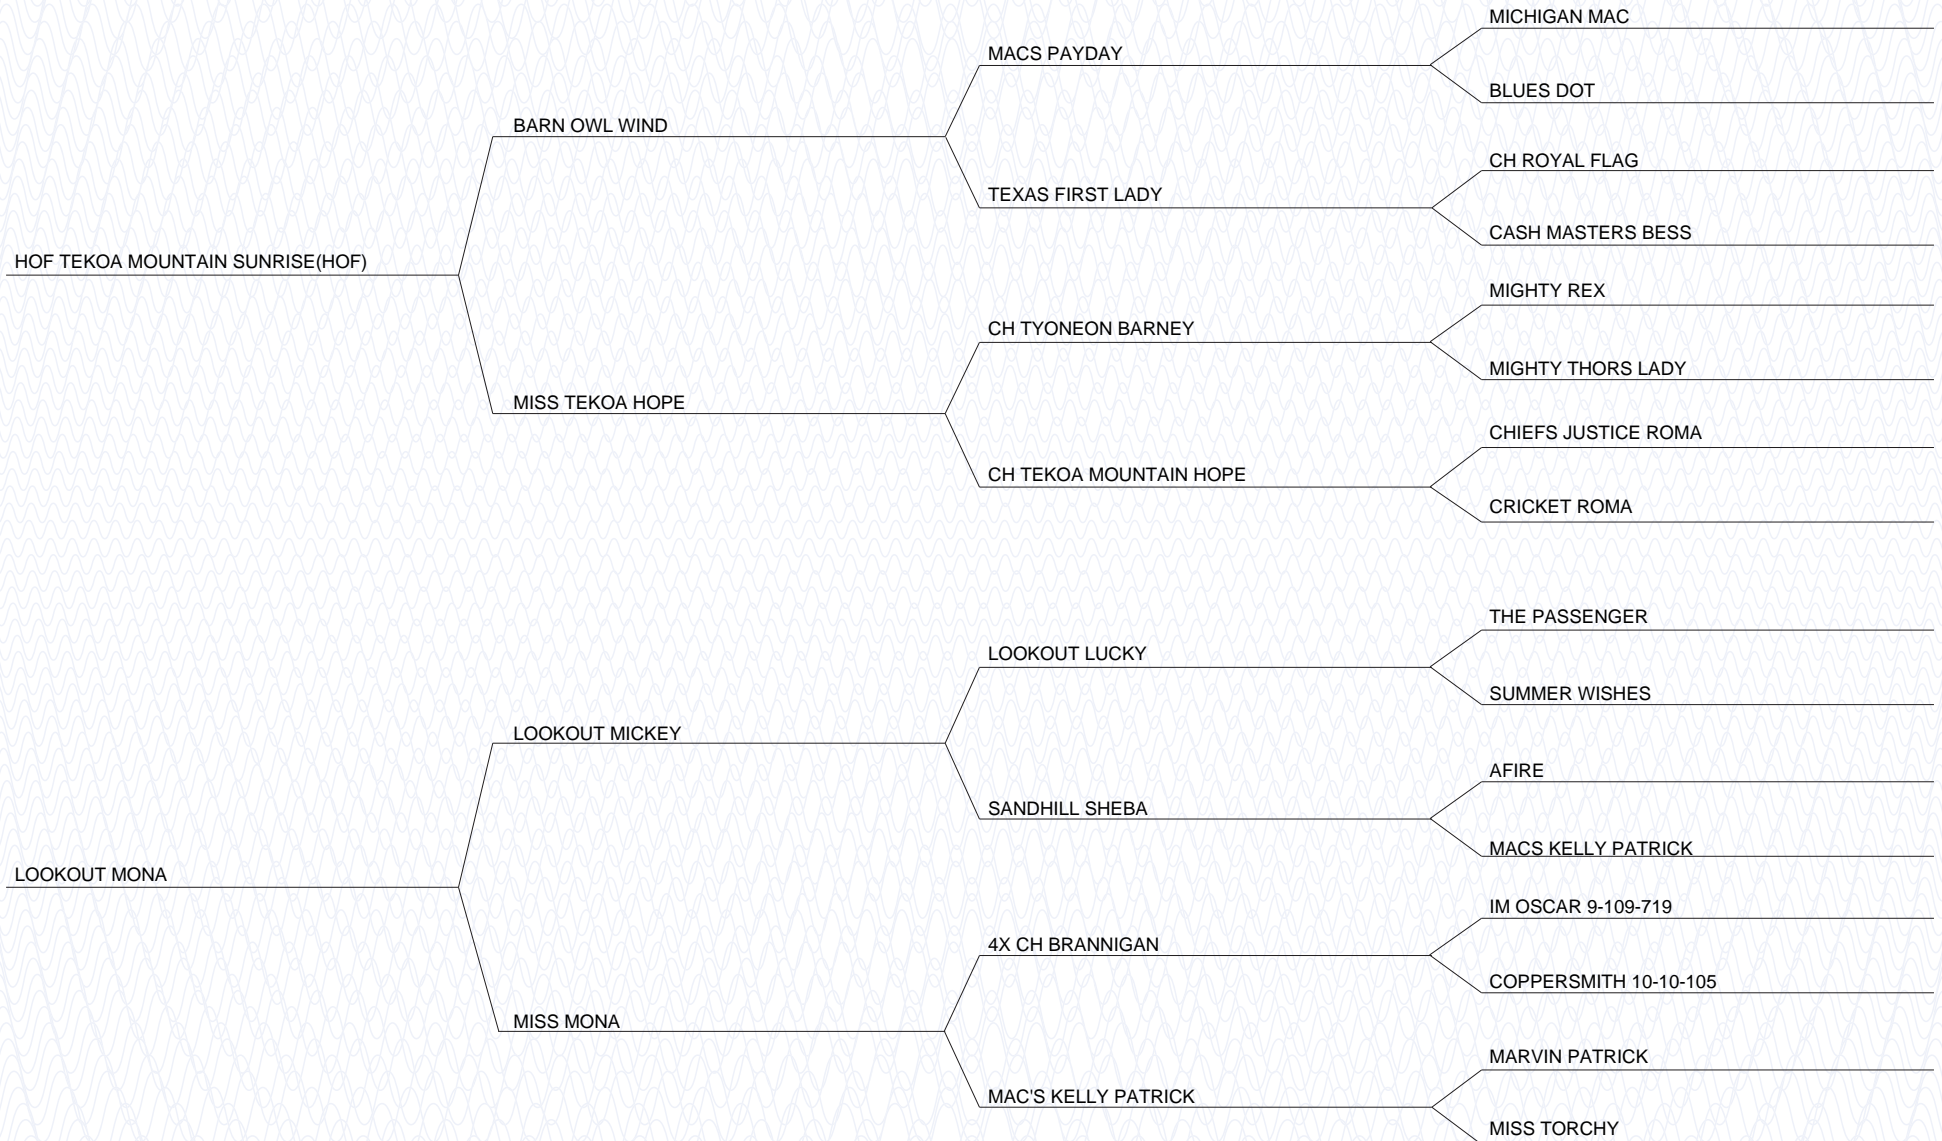 MICHIGAN MAC
MACS PAYDAY
BLUES DOT
BARN OWL WIND
CH ROYAL FLAG
TEXAS FIRST LADY
CASH MASTERS BESS
HOF TEKOA MOUNTAIN SUNRISE(HOF)
MIGHTY REX
CH TYONEON BARNEY
MIGHTY THORS LADY
MISS TEKOA HOPE
CHIEFS JUSTICE ROMA
CH TEKOA MOUNTAIN HOPE
CRICKET ROMA
THE PASSENGER
LOOKOUT LUCKY
SUMMER WISHES
LOOKOUT MICKEY
AFIRE
SANDHILL SHEBA
MACS KELLY PATRICK
LOOKOUT MONA
IM OSCAR 9-109-719
4X CH BRANNIGAN
COPPERSMITH 10-10-105
MISS MONA
MARVIN PATRICK
MAC'S KELLY PATRICK
MISS TORCHY